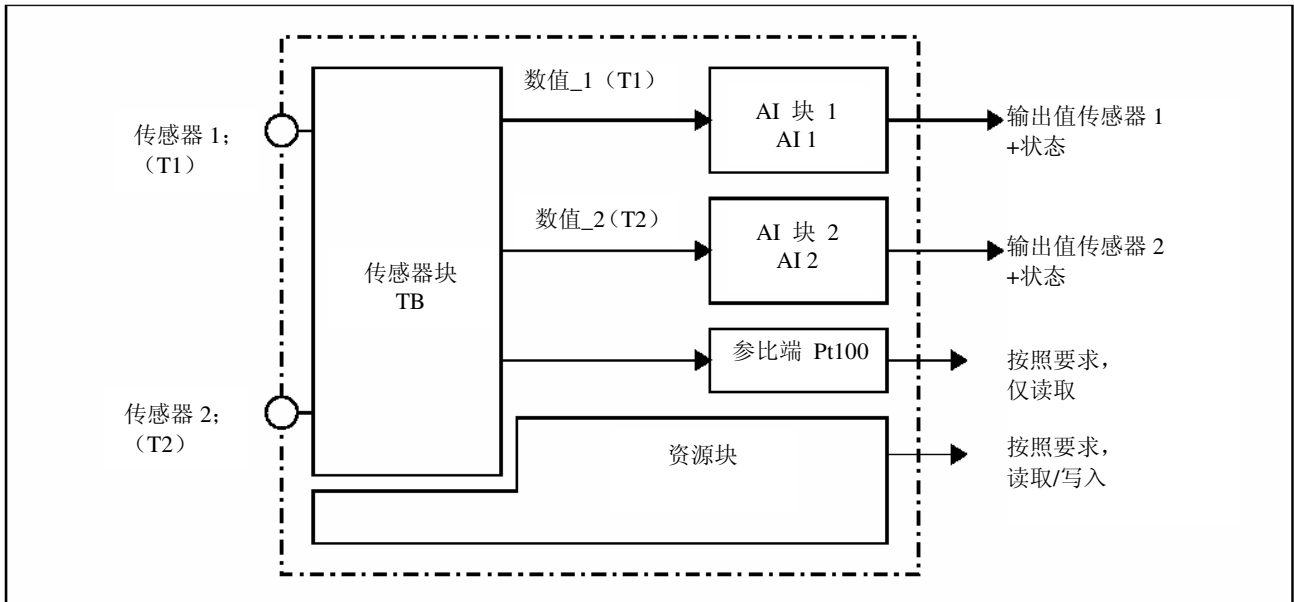 传感器 1；
（T1）
传感器 2；
（T2）
传感器块
TB
数值_1（T1）
数值_2（T2）
AI 块 1
AI 1
AI 块 2
AI 2
参比端 Pt100
资源块
输出值传感器 1
+状态
输出值传感器 2
+状态
按照要求，
仅读取
按照要求，
读取/写入